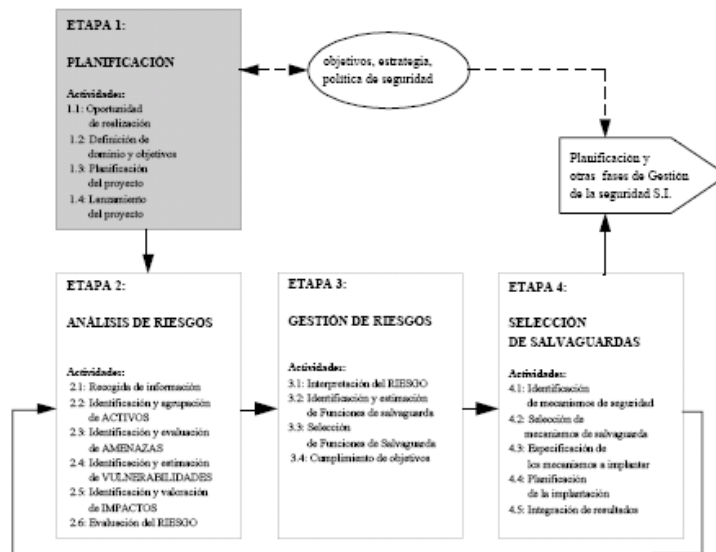 ETAPA 1:
PLANIFICACIÓN
Actividades:
1.1: Oportunidad
de realización
1.2: Definición de
dominio y objetivos
1.3: Planificación
del proyecto
1.4: Lanzamiento
del proyecto
objetivos, estrategia,
política de seguridad
Planificación y
otras fases de Gestión
de la seguridad S.I.
ETAPA 2:
ANÁLISIS DE RIESGOS
Actividades:
2.1: Recogida de información
2.2: Identificación y agrupación
de ACTIVOS
2.3: Identificación y evaluación
de AMENAZAS
2.4: Identificación y estimación
de VULNERABILIDADES
2.5: Identificación y valoración
de IMPACTOS
2.6: Evaluación del RIESGO
ETAPA 3:
GESTIÓN DE RIESGOS
Actividades:
3.1: Interpretación del RIESGO
3.2: Identificación y estimación
de Funciones de salvaguarda
3.3: Selección
de Funciones de Salvaguarda
3.4: Cumplimiento de objetivos
ETAPA 4:
SELECCIÓN
DE SALVAGUARDAS
Actividades:
4.1: Identificación
de mecanismos de seguridad
4.2: Selección de
mecanismos de salvaguarda
4.3: Especificación de
los mecanismos a implantar
4.4: Planificación
de la implantación
4.5: Integración de resultados